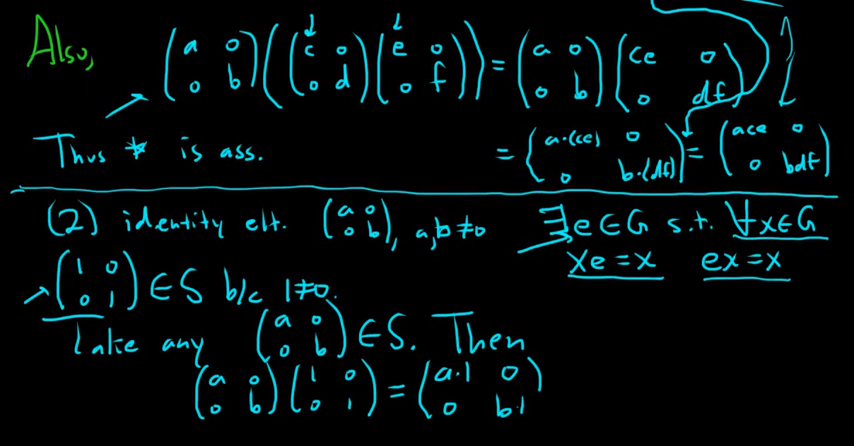 Also, (a 0; 0 b)((c 0; 0 d)(e 0; 0 f)) = (a 0; 0 b)(ce 0; 0 df)
Thus * is ass. = (a·(ce) 0; 0 b·(df)) = (ace 0; 0 bdf)
(2) identity elt. (a 0; 0 b), a,b ≠ 0 ∃e∈G s.t. ∀x∈G
xe = x ex = x
(1 0; 0 1) ∈ S b/c 1≠0.
Take any (a 0; 0 b) ∈ S. Then
(a 0; 0 b)(1 0; 0 1) = (a·1 0; 0 b·1)